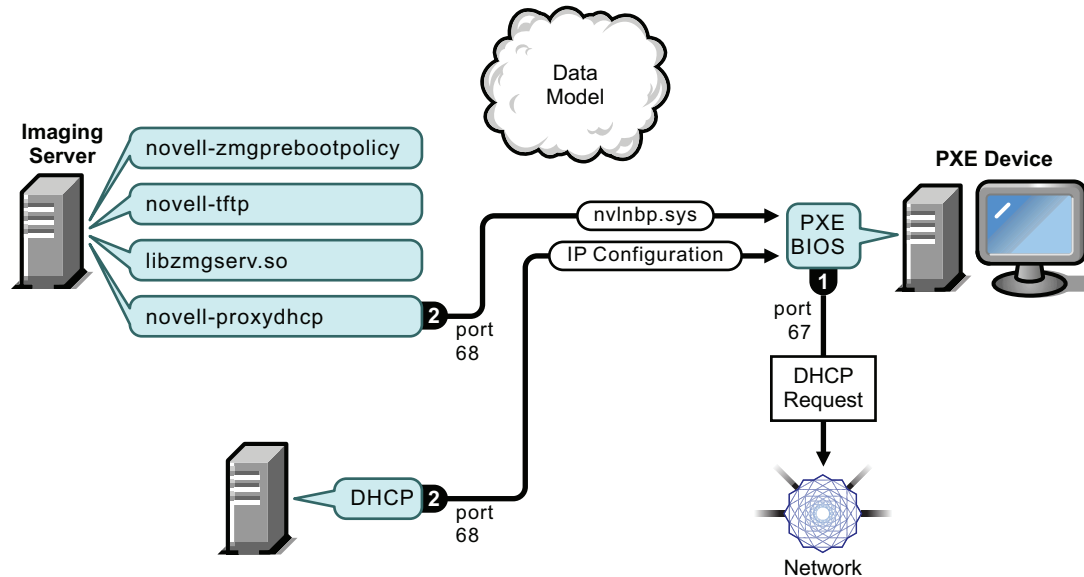 Data
Model
Imaging
Server
novell-zmgprebootpolicy
novell-tftp
libzmgserv.so
novell-proxydhcp
2
port
68
nvlnbp.sys
IP Configuration
PXE
BIOS
1
port
67
PXE Device
DHCP
Request
Network
DHCP
2
port
68